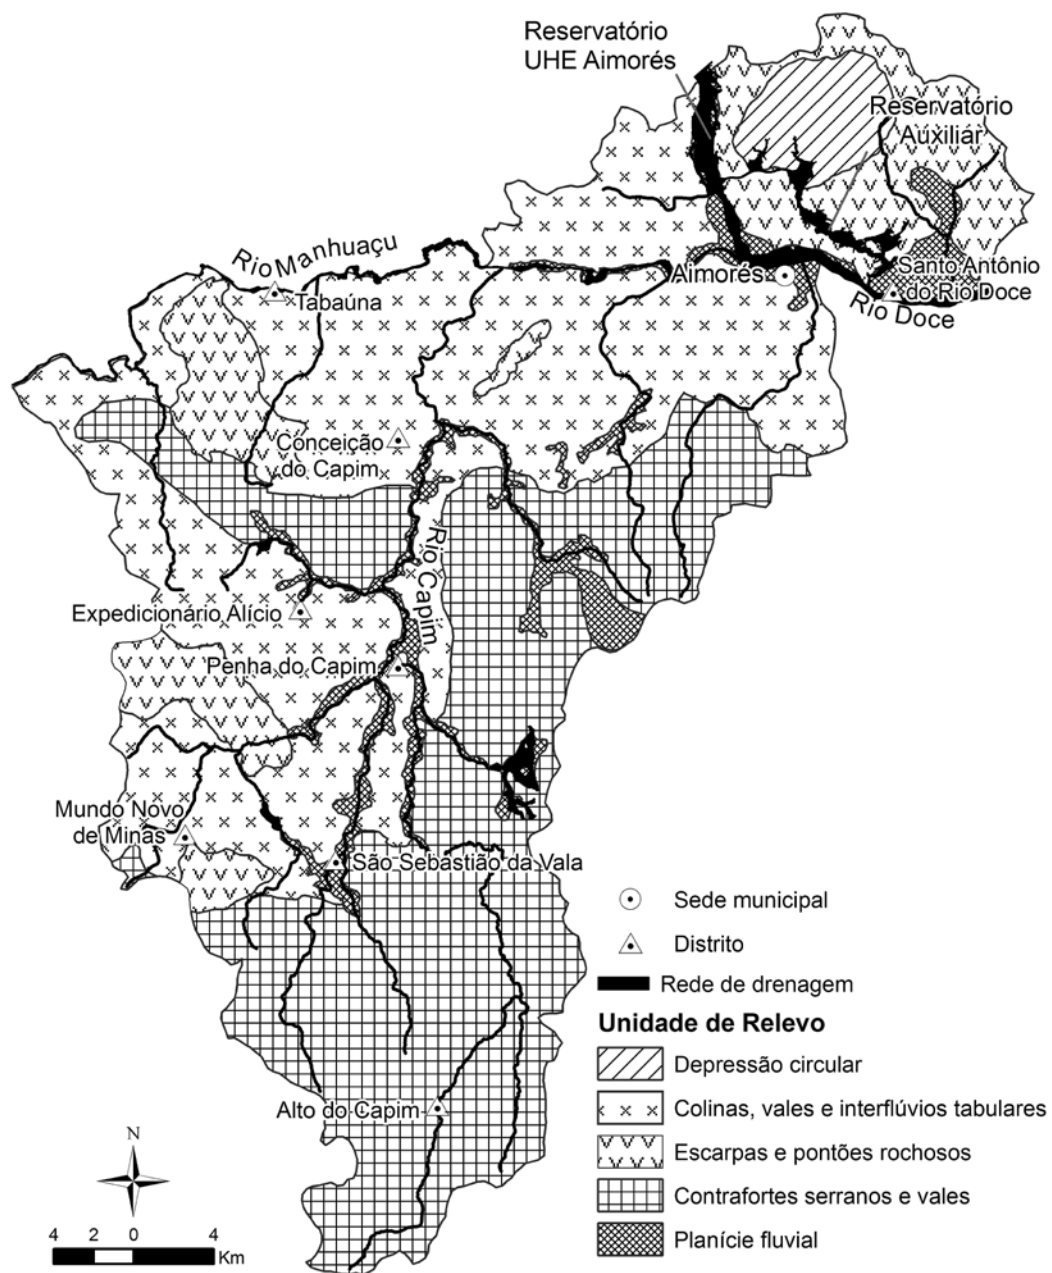 Reservatório
UHE Aimorés
Reservatório
Auxiliar
Rio Manhuaçu
Tabaúna
Aimorés
Santo Antônio
do Rio Doce
Rio Doce
Conceição
do Capim
Rio Capim
Expedicionário Alício
Penha do Capim
Mundo Novo
de Minas
São Sebastião da Vala
Alto do Capim
Sede municipal
Distrito
Rede de drenagem
Unidade de Relevo
Depressão circular
Colinas, vales e interflúvios tabulares
Escarpas e pontões rochosos
Contrafortes serranos e vales
Planície fluvial
N
4 2 0 4
Km